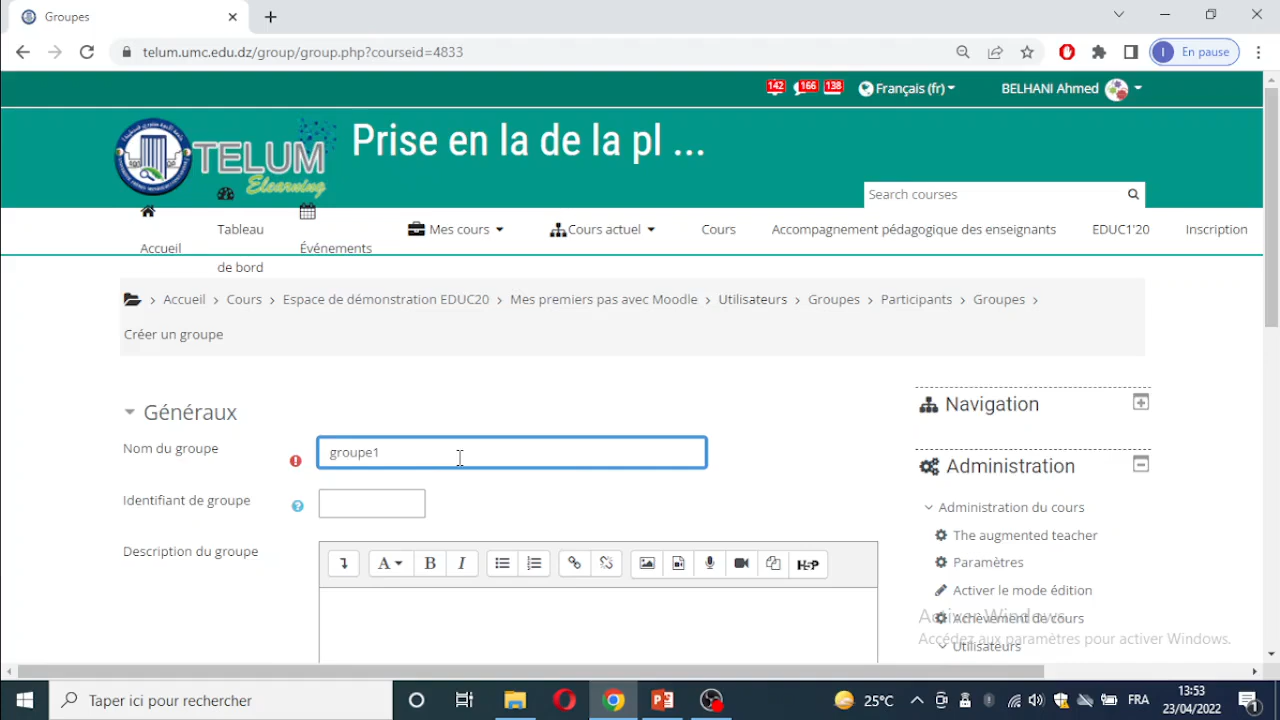 Groupes
telum.umc.edu.dz/group/group.php?courseid=4833
En pause
142 166 138 Français (fr) BELHANI Ahmed
TELUM
Elearning
Prise en la de la pl ...
Search courses
Accueil
Tableau
de bord
Événements
Mes cours
Cours actuel
Cours
Accompagnement pédagogique des enseignants
EDUC1'20
Inscription
Accueil > Cours > Espace de démonstration EDUC20 > Mes premiers pas avec Moodle > Utilisateurs > Groupes > Participants > Groupes >
Créer un groupe
Généraux
Nom du groupe
groupe1
Identifiant de groupe
Description du groupe
A B I
H5P
Navigation
Administration
Administration du cours
The augmented teacher
Paramètres
Activer le mode édition
Achèvement de cours
Utilisateurs
Activer Windows
Accédez aux paramètres pour activer Windows.
Taper ici pour rechercher
25°C
FRA
13:53
23/04/2022
1